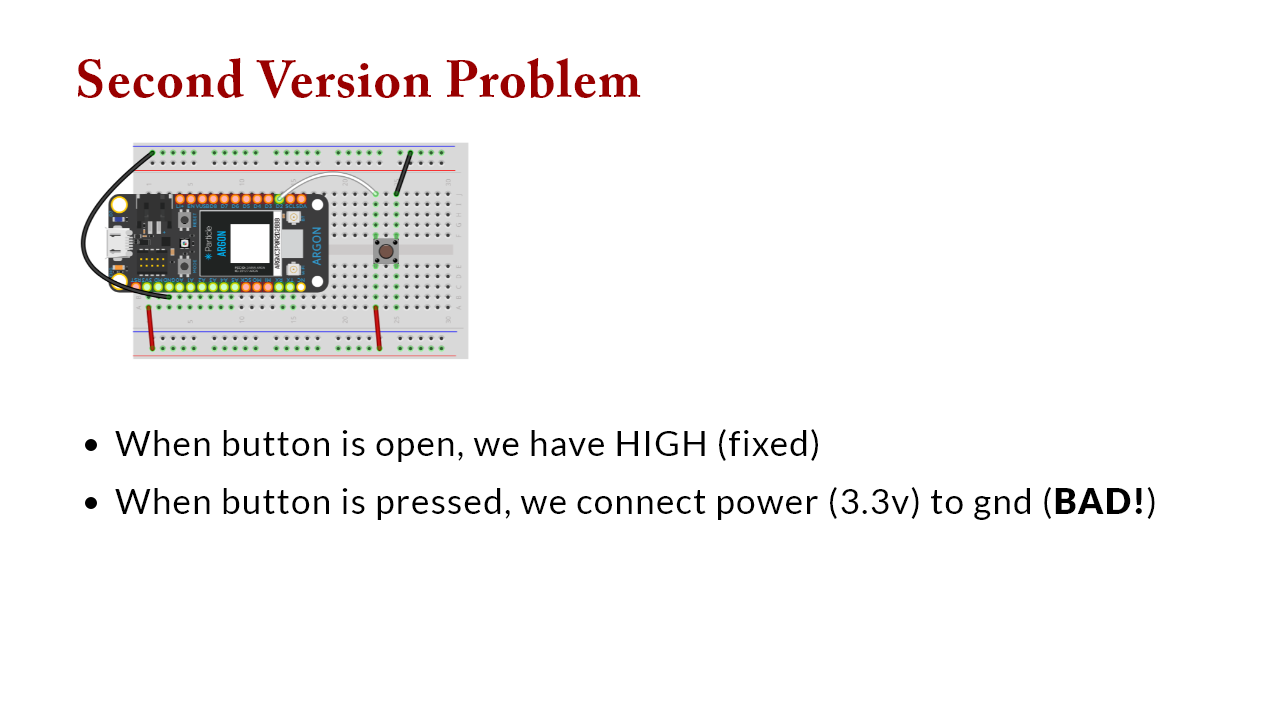 Second Version Problem
Particle
ARGON
ARGON
When button is open, we have HIGH (fixed)
When button is pressed, we connect power (3.3v) to gnd (BAD!)